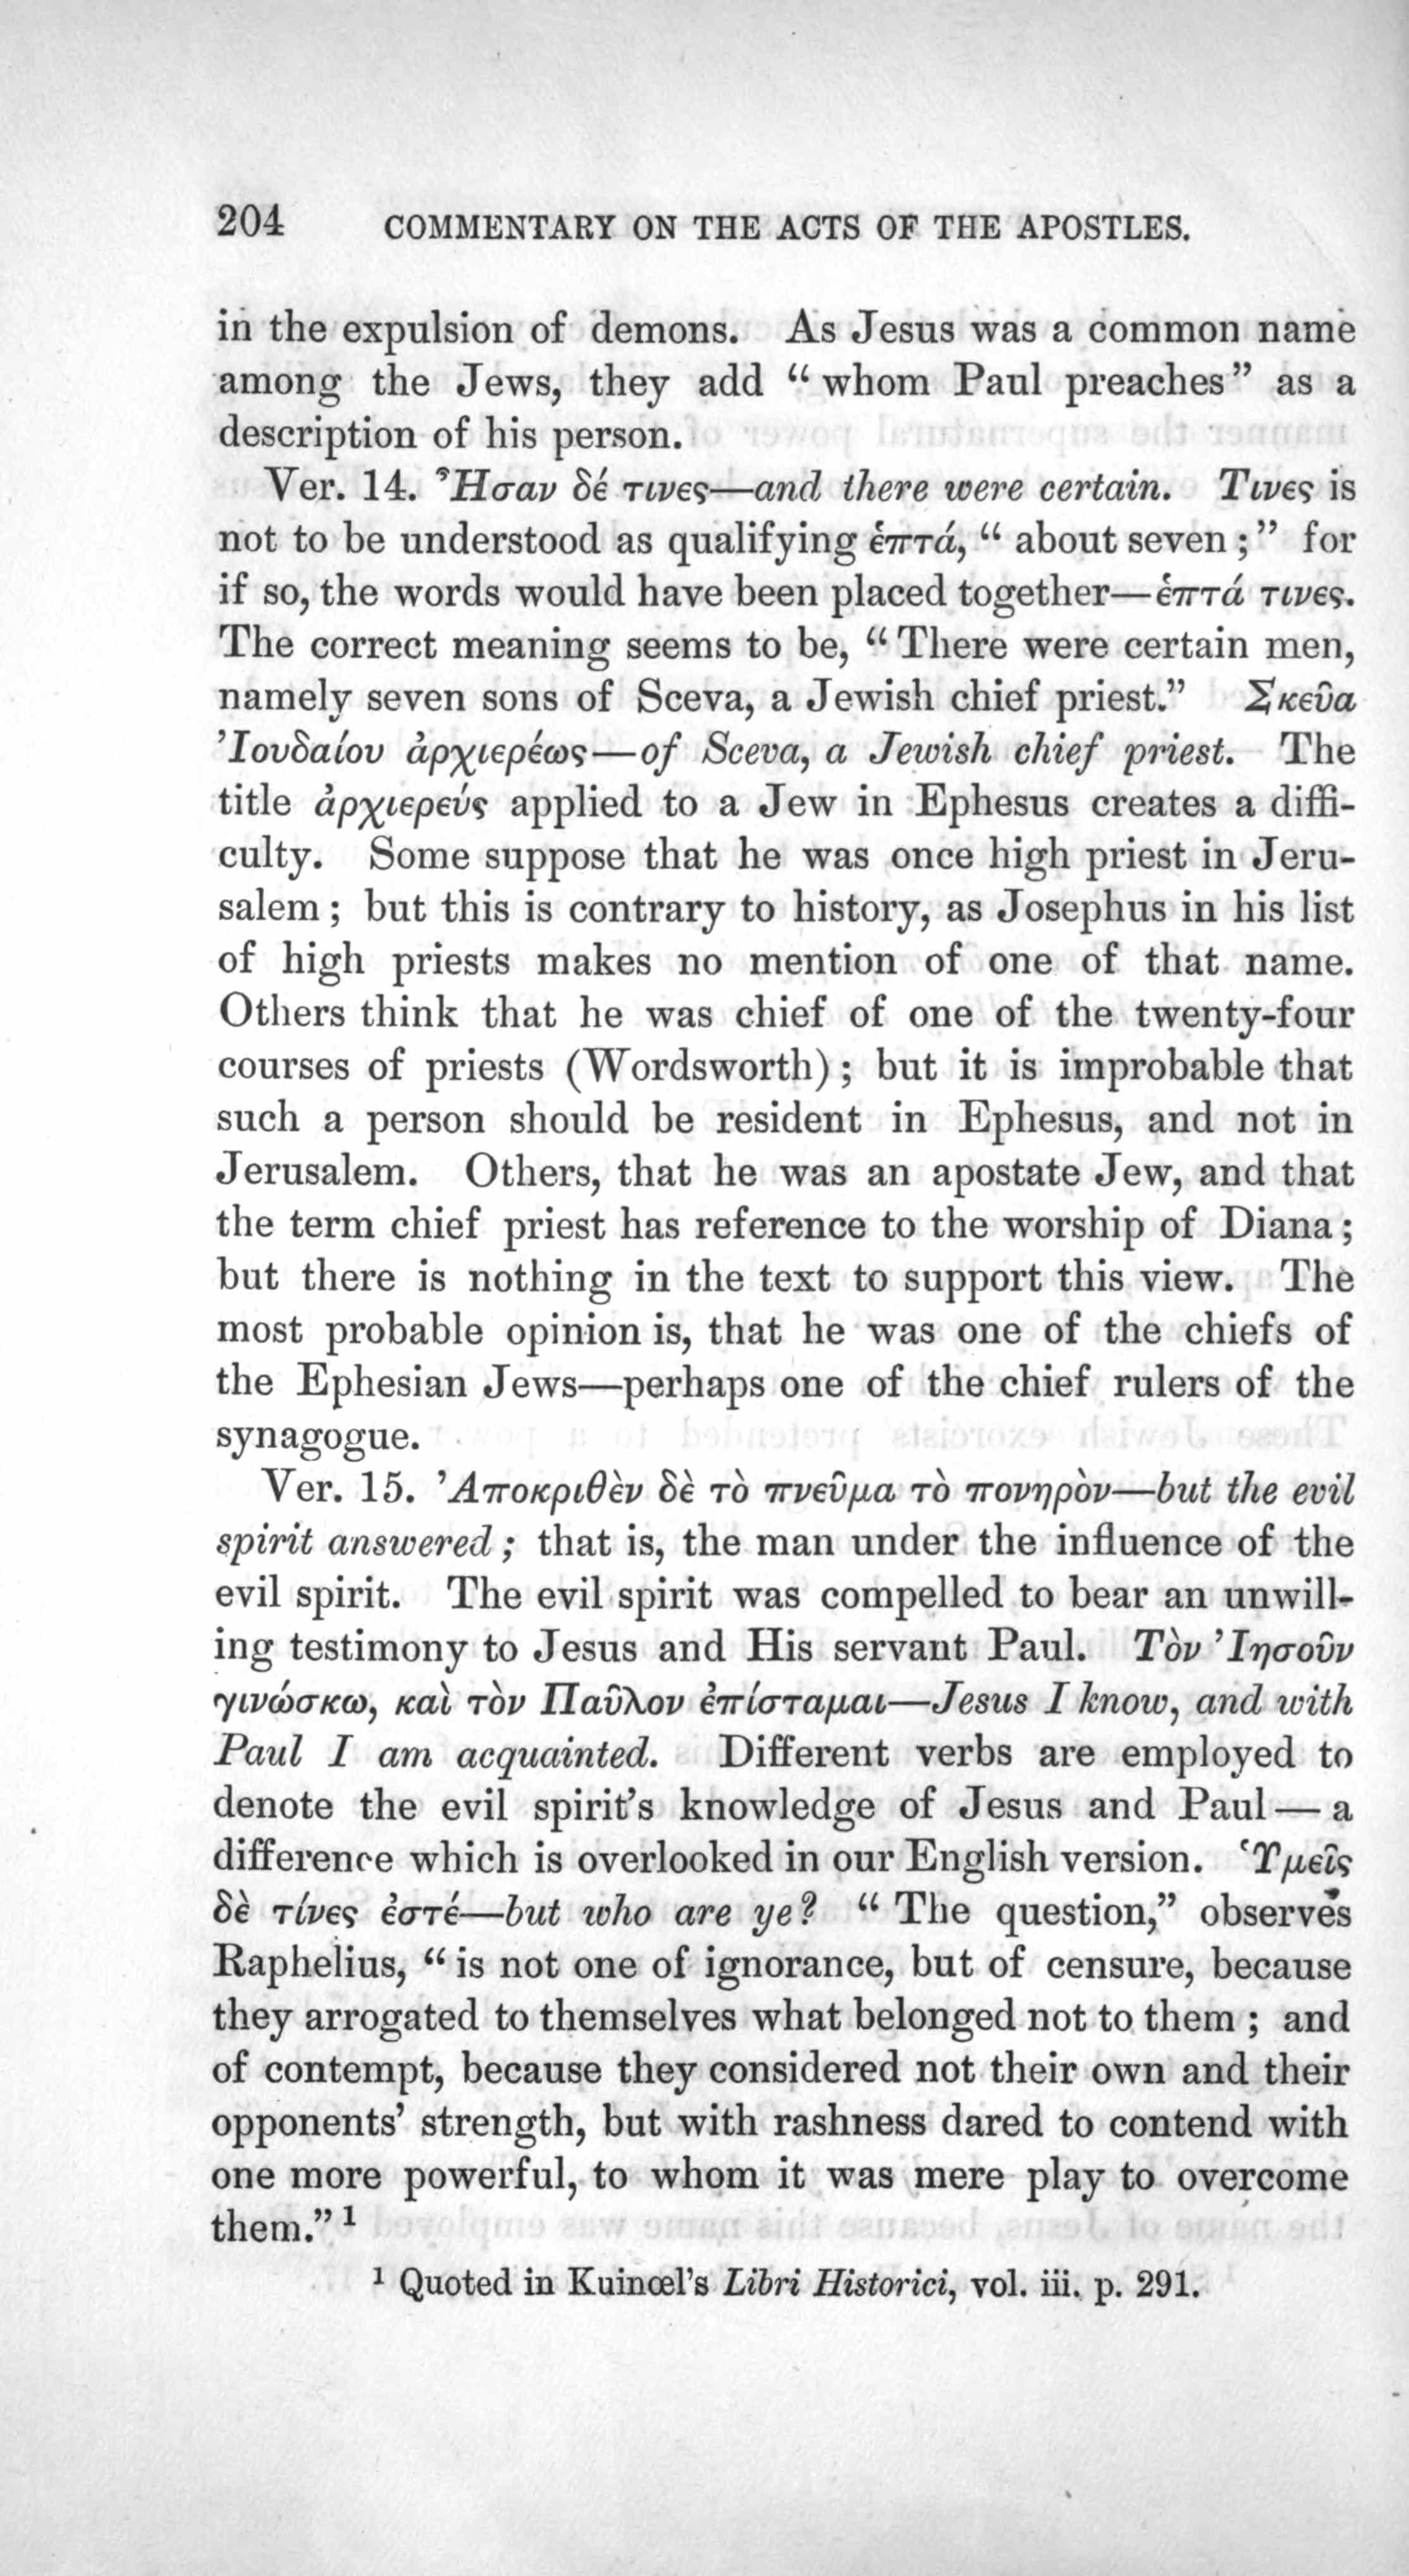 204 COMMENTARY ON THE ACTS OF THE APOSTLES.
in the expulsion of demons. As Jesus was a common name
among the Jews, they add “whom Paul preaches” as a
description of his person.
Ver. 14. Ἦσαν δέ τινες—and there were certain. Τινες is
not to be understood as qualifying ἑπτά, “about seven;” for
if so, the words would have been placed together—ἑπτά τινες.
The correct meaning seems to be, “There were certain men,
namely seven sons of Sceva, a Jewish chief priest.” Σκευᾶ
Ἰουδαίου ἀρχιερέως—of Sceva, a Jewish chief priest. The
title ἀρχιερεύς applied to a Jew in Ephesus creates a diffi-
culty. Some suppose that he was once high priest in Jeru-
salem; but this is contrary to history, as Josephus in his list
of high priests makes no mention of one of that name.
Others think that he was chief of one of the twenty-four
courses of priests (Wordsworth); but it is improbable that
such a person should be resident in Ephesus, and not in
Jerusalem. Others, that he was an apostate Jew, and that
the term chief priest has reference to the worship of Diana;
but there is nothing in the text to support this view. The
most probable opinion is, that he was one of the chiefs of
the Ephesian Jews—perhaps one of the chief rulers of the
synagogue.
Ver. 15. Ἀποκριθὲν δὲ τὸ πνεῦμα τὸ πονηρὸν—but the evil
spirit answered; that is, the man under the influence of the
evil spirit. The evil spirit was compelled to bear an unwill-
ing testimony to Jesus and His servant Paul. Τὸν Ἰησοῦν
γινώσκω, καὶ τὸν Παῦλον ἐπίσταμαι—Jesus I know, and with
Paul I am acquainted. Different verbs are employed to
denote the evil spirit’s knowledge of Jesus and Paul—a
difference which is overlooked in our English version. Ὑμεῖς
δὲ τίνες ἐστέ—but who are ye? “The question,” observes
Raphelius, “is not one of ignorance, but of censure, because
they arrogated to themselves what belonged not to them; and
of contempt, because they considered not their own and their
opponents’ strength, but with rashness dared to contend with
one more powerful, to whom it was mere play to overcome
them.” ¹
¹ Quoted in Kuinœl’s Libri Historici, vol. iii. p. 291.